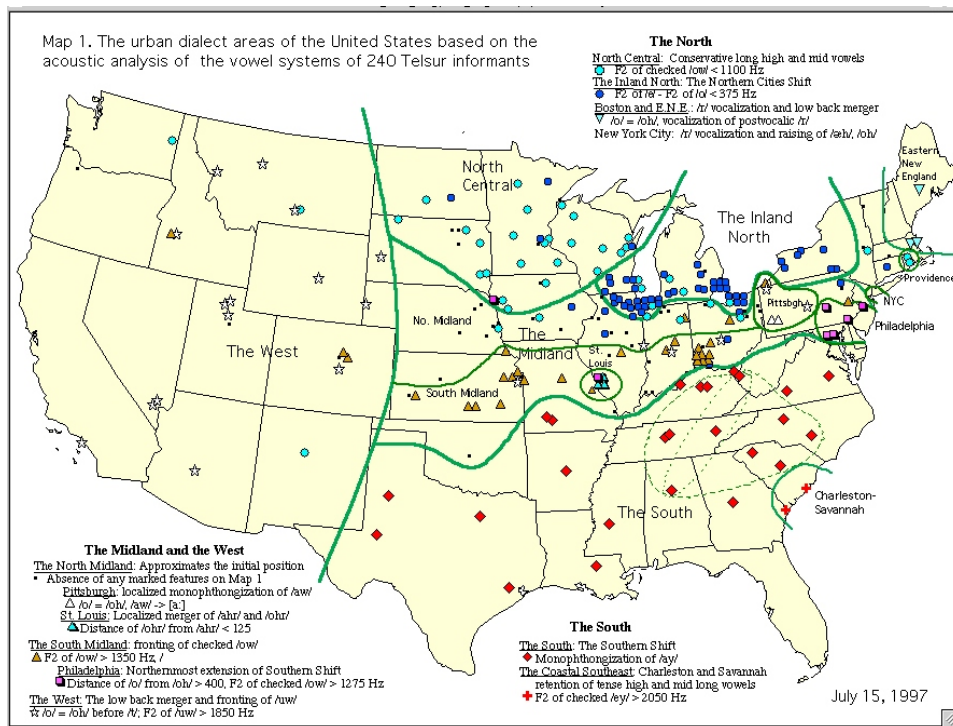 Map 1. The urban dialect areas of the United States based on the
acoustic analysis of the vowel systems of 240 Telsur informants
The North
North Central: Conservative long high and mid vowels
F2 of checked /ow/ < 1100 Hz
The Inland North: The Northern Cities Shift
F2 of /e/ - F2 of /o/ < 375 Hz
Boston and E.N.E.: /r/ vocalization and low back merger
/o/ = /oh/, vocalization of postvocalic /r/
New York City: /r/ vocalization and raising of /æh/, /oh/
Eastern
New
England
North
Central
The Inland
North
Providence
NYC
Pittsbgh
Philadelphia
No. Midland
The
Midland
St.
Louis
The West
South Midland
Charleston-
Savannah
The South
The Midland and the West
The North Midland: Approximates the initial position
Absence of any marked features on Map 1
Pittsburgh: localized monophthongization of /aw/
/o/ = /oh/, /aw/ -> [a:]
St. Louis: Localized merger of /ahr/ and /ohr/
Distance of /ohr/ from /ahr/ < 125
The South Midland: fronting of checked /ow/
F2 of /ow/ > 1350 Hz, /
Philadelphia: Northernmost extension of Southern Shift
Distance of /o/ from /oh/ > 400, F2 of checked /ow/ > 1275 Hz
The West: The low back merger and fronting of /uw/
/o/ = /oh/ before /t/; F2 of /uw/ > 1850 Hz
The South
The South: The Southern Shift
Monophthongization of /ay/
The Coastal Southeast: Charleston and Savannah
retention of tense high and mid long vowels
F2 of checked /ey/ > 2050 Hz
July 15, 1997